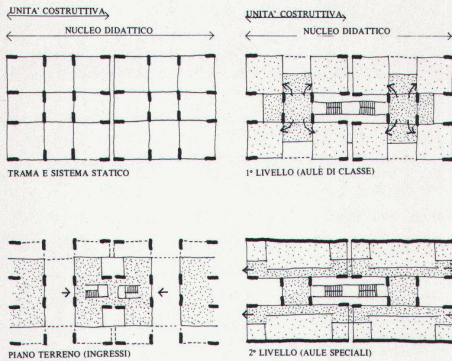 UNITA' COSTRUTTIVA
NUCLEO DIDATTICO
TRAMA E SISTEMA STATICO
UNITA' COSTRUTTIVA
NUCLEO DIDATTICO
1° LIVELLO (AULE DI CLASSE)
PIANO TERRENO (INGRESSI)
2° LIVELLO (AULE SPECIALI)